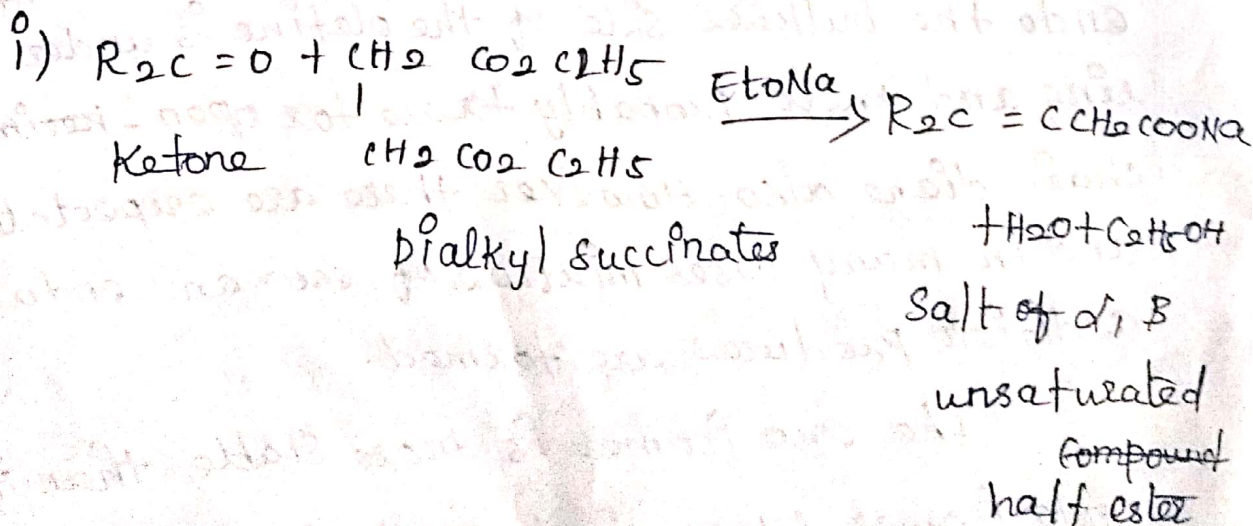 i) R2C = O + CH2 CO2 C2H5 EtONa → R2C = CCH2COONa
|
Ketone CH2 CO2 C2H5
Dialkyl succinates
+H2O+C2H5OH
Salt of α, β
unsaturated
compound
half ester